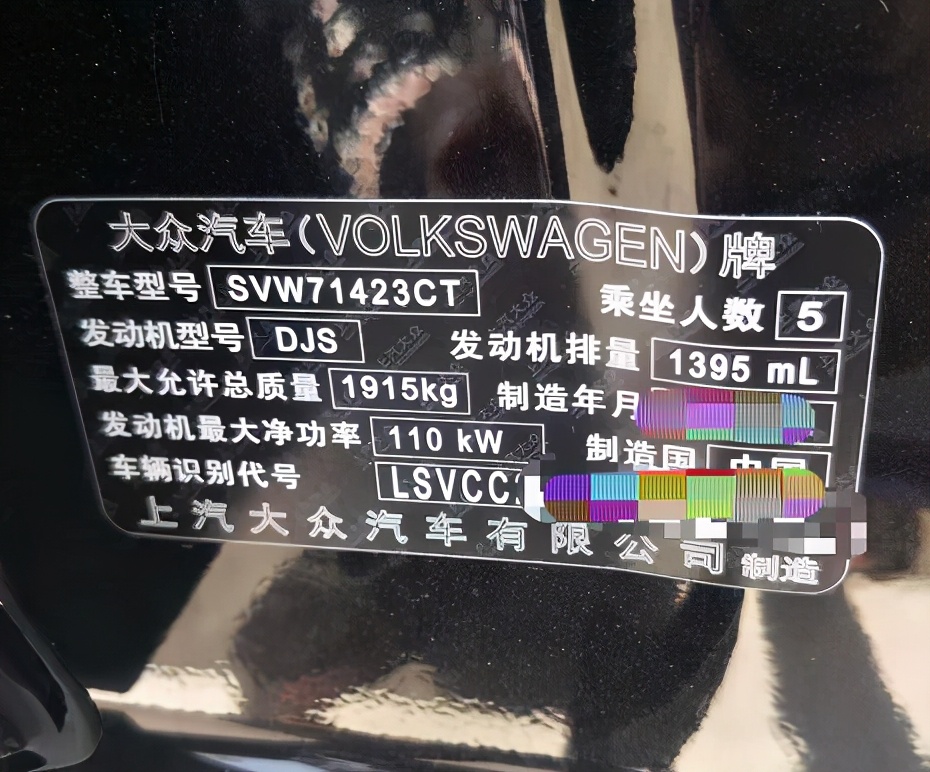 大众汽车(VOLKSWAGEN)牌
整车型号 SVW71423CT 乘坐人数 5
发动机型号 DJS 发动机排量 1395 mL
最大允许总质量 1915kg 制造年月
发动机最大净功率 110 kW 制造国 中国
车辆识别代号 LSVCC
上汽大众汽车有限公司制造